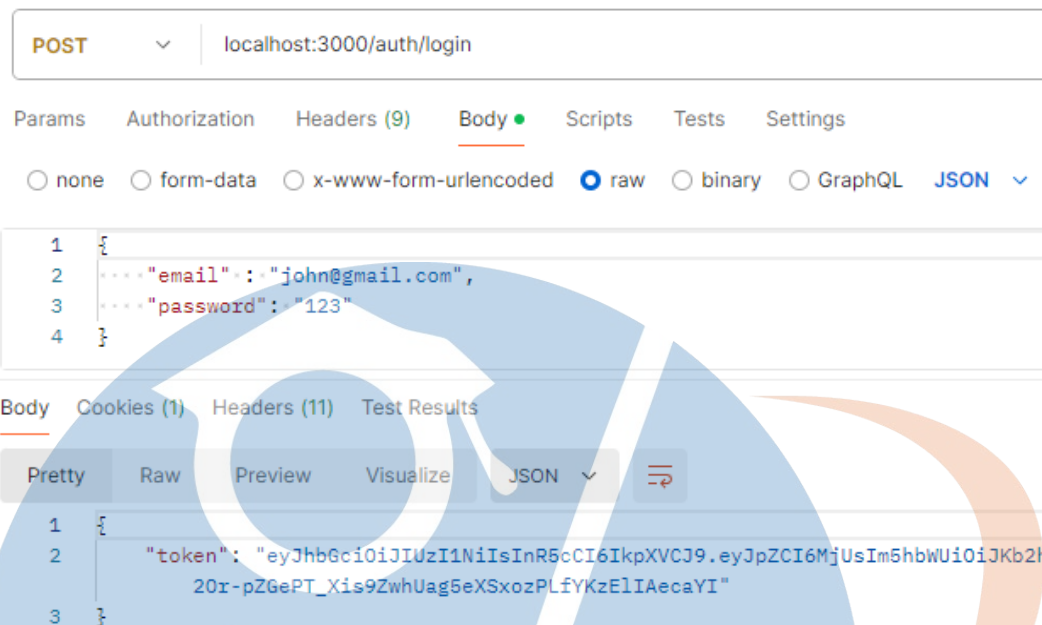 POST localhost:3000/auth/login
Params Authorization Headers (9) Body Scripts Tests Settings
none form-data x-www-form-urlencoded raw binary GraphQL JSON
1 {
2 "email" : "john@gmail.com",
3 "password": "123"
4 }
Body Cookies (1) Headers (11) Test Results
Pretty Raw Preview Visualize JSON
1 {
2 "token": "eyJhbGciOiJIUzI1NiIsInR5cCI6IkpXVCJ9.eyJpZCI6MjUsIm5hbWUiOiJKb2h
2Or-pZGePT_Xis9ZwhUag5eXSxozPLfYKzElIAecaYI"
3 }